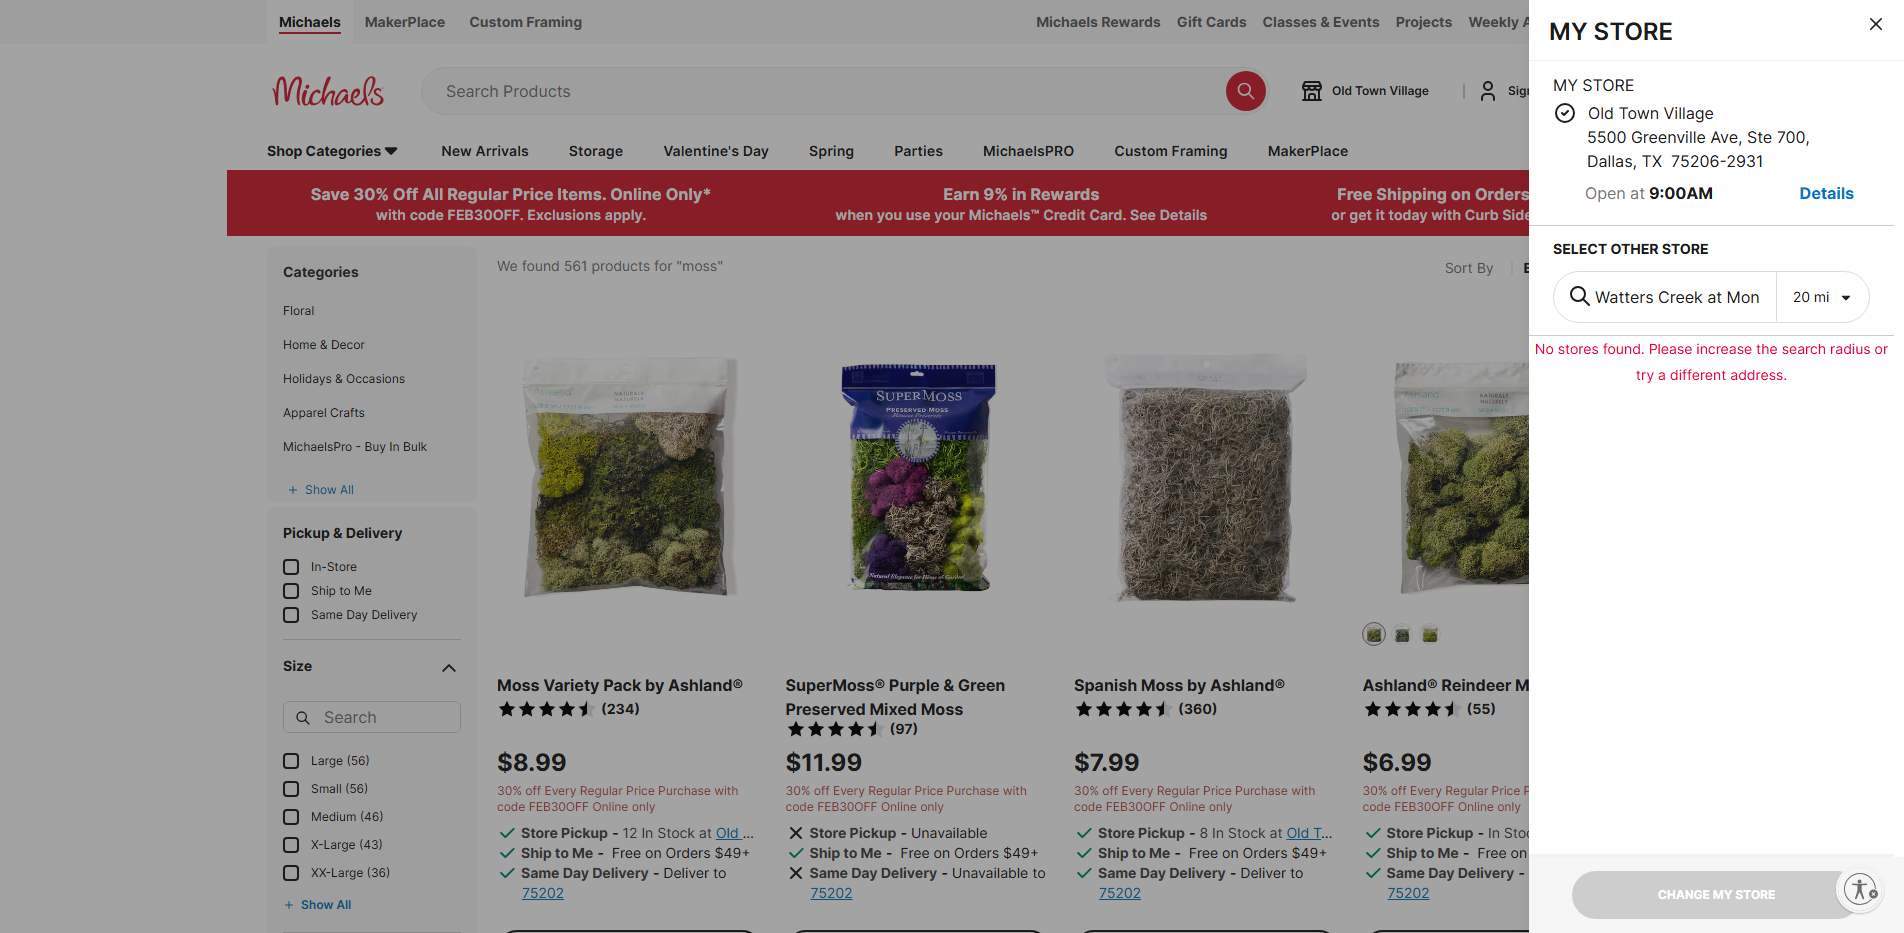 Michaels
MakerPlace
Custom Framing
Michaels Rewards
Gift Cards
Classes & Events
Projects
Weekly A
Michaels
Search Products
Old Town Village
Sign
Shop Categories
New Arrivals
Storage
Valentine's Day
Spring
Parties
MichaelsPRO
Custom Framing
MakerPlace
Save 30% Off All Regular Price Items. Online Only*
with code FEB30OFF. Exclusions apply.
Earn 9% in Rewards
when you use your Michaels™ Credit Card. See Details
Free Shipping on Orders
or get it today with Curb Side
Categories
Floral
Home & Decor
Holidays & Occasions
Apparel Crafts
MichaelsPro - Buy In Bulk
+ Show All
Pickup & Delivery
In-Store
Ship to Me
Same Day Delivery
Size
Search
Large (56)
Small (56)
Medium (46)
X-Large (43)
XX-Large (36)
+ Show All
We found 561 products for "moss"
Sort By
Ashland
NATURALS
Moss Variety Pack by Ashland®
(234)
$8.99
30% off Every Regular Price Purchase with
code FEB30OFF Online only
Store Pickup - 12 In Stock at Old ...
Ship to Me - Free on Orders $49+
Same Day Delivery - Deliver to
75202
SUPERMOSS
PRESERVED MOSS
Natural Elegance for Home & Garden
SuperMoss® Purple & Green
Preserved Mixed Moss
(97)
$11.99
30% off Every Regular Price Purchase with
code FEB30OFF Online only
Store Pickup - Unavailable
Ship to Me - Free on Orders $49+
Same Day Delivery - Unavailable to
75202
Spanish Moss by Ashland®
(360)
$7.99
30% off Every Regular Price Purchase with
code FEB30OFF Online only
Store Pickup - 8 In Stock at Old T...
Ship to Me - Free on Orders $49+
Same Day Delivery - Deliver to
75202
Ashland
NATURALS
Ashland® Reindeer M
(55)
$6.99
30% off Every Regular Price P
code FEB30OFF Online only
Store Pickup - In Stoc
Ship to Me - Free on
Same Day Delivery -
75202
MY STORE
MY STORE
Old Town Village
5500 Greenville Ave, Ste 700,
Dallas, TX 75206-2931
Open at 9:00AM
Details
SELECT OTHER STORE
Watters Creek at Mon
20 mi
No stores found. Please increase the search radius or
try a different address.
CHANGE MY STORE